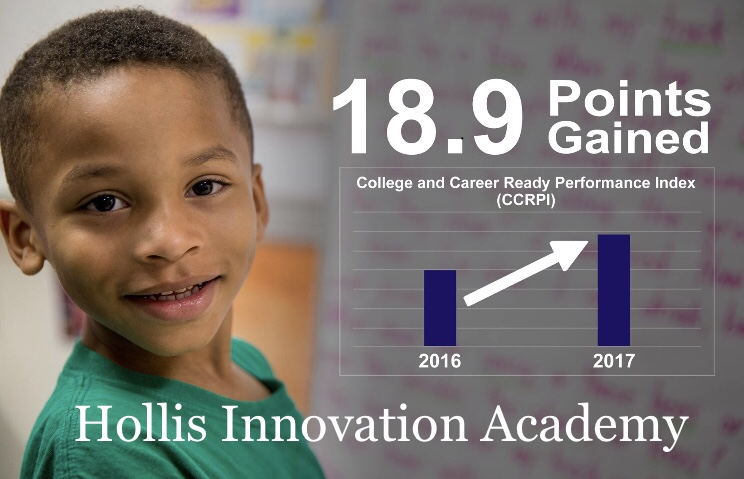 18.9 Points
Gained
College and Career Ready Performance Index
(CCRPI)
2016 2017
Hollis Innovation Academy